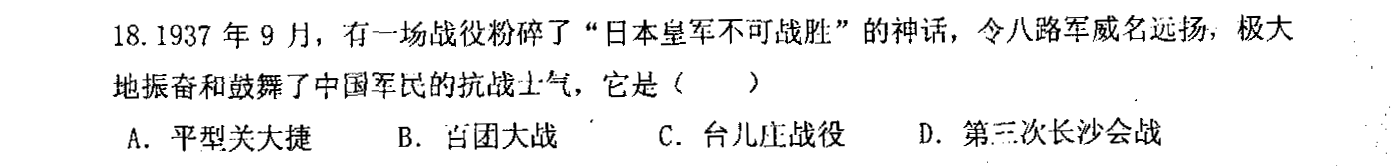 18.1937 年 9 月，有一场战役粉碎了“日本皇军不可战胜”的神话，令八路军威名远扬，极大
地振奋和鼓舞了中国军民的抗战士气，它是（　　）
A. 平型关大捷　　B. 百团大战　　C. 台儿庄战役　　D. 第三次长沙会战